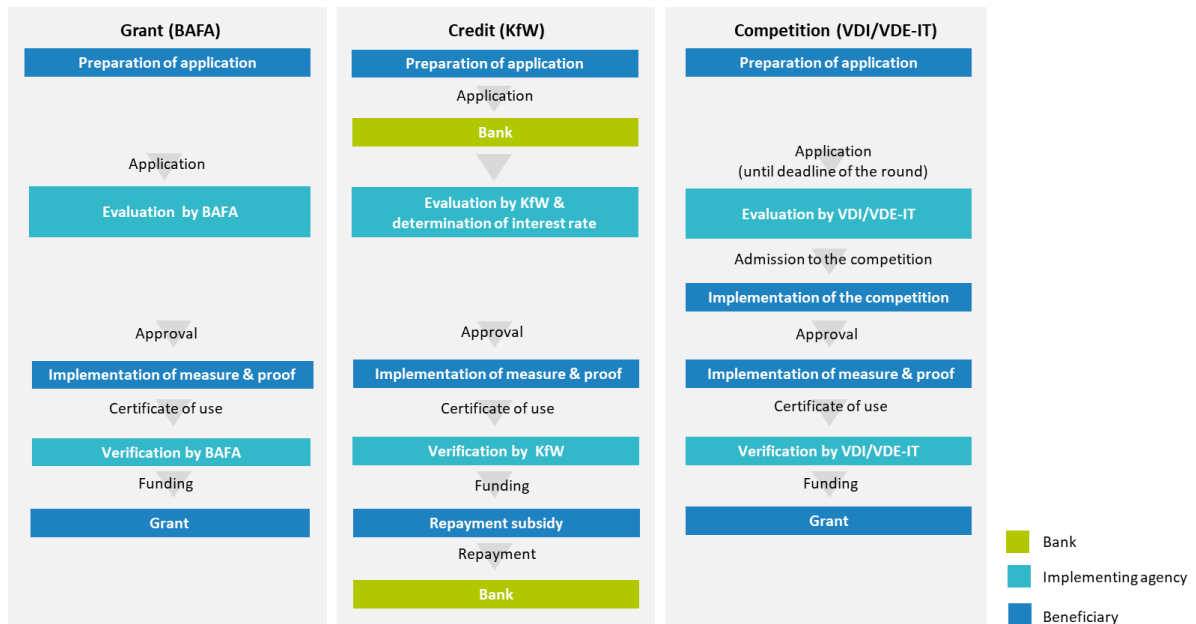 Grant (BAFA)
Preparation of application
Application
Evaluation by BAFA
Approval
Implementation of measure & proof
Certificate of use
Verification by BAFA
Funding
Grant
Credit (KfW)
Preparation of application
Application
Bank
Evaluation by KfW &
determination of interest rate
Approval
Implementation of measure & proof
Certificate of use
Verification by KfW
Funding
Repayment subsidy
Repayment
Bank
Competition (VDI/VDE-IT)
Preparation of application
Application
(until deadline of the round)
Evaluation by VDI/VDE-IT
Admission to the competition
Implementation of the competition
Approval
Implementation of measure & proof
Certificate of use
Verification by VDI/VDE-IT
Funding
Grant
Bank
Implementing agency
Beneficiary